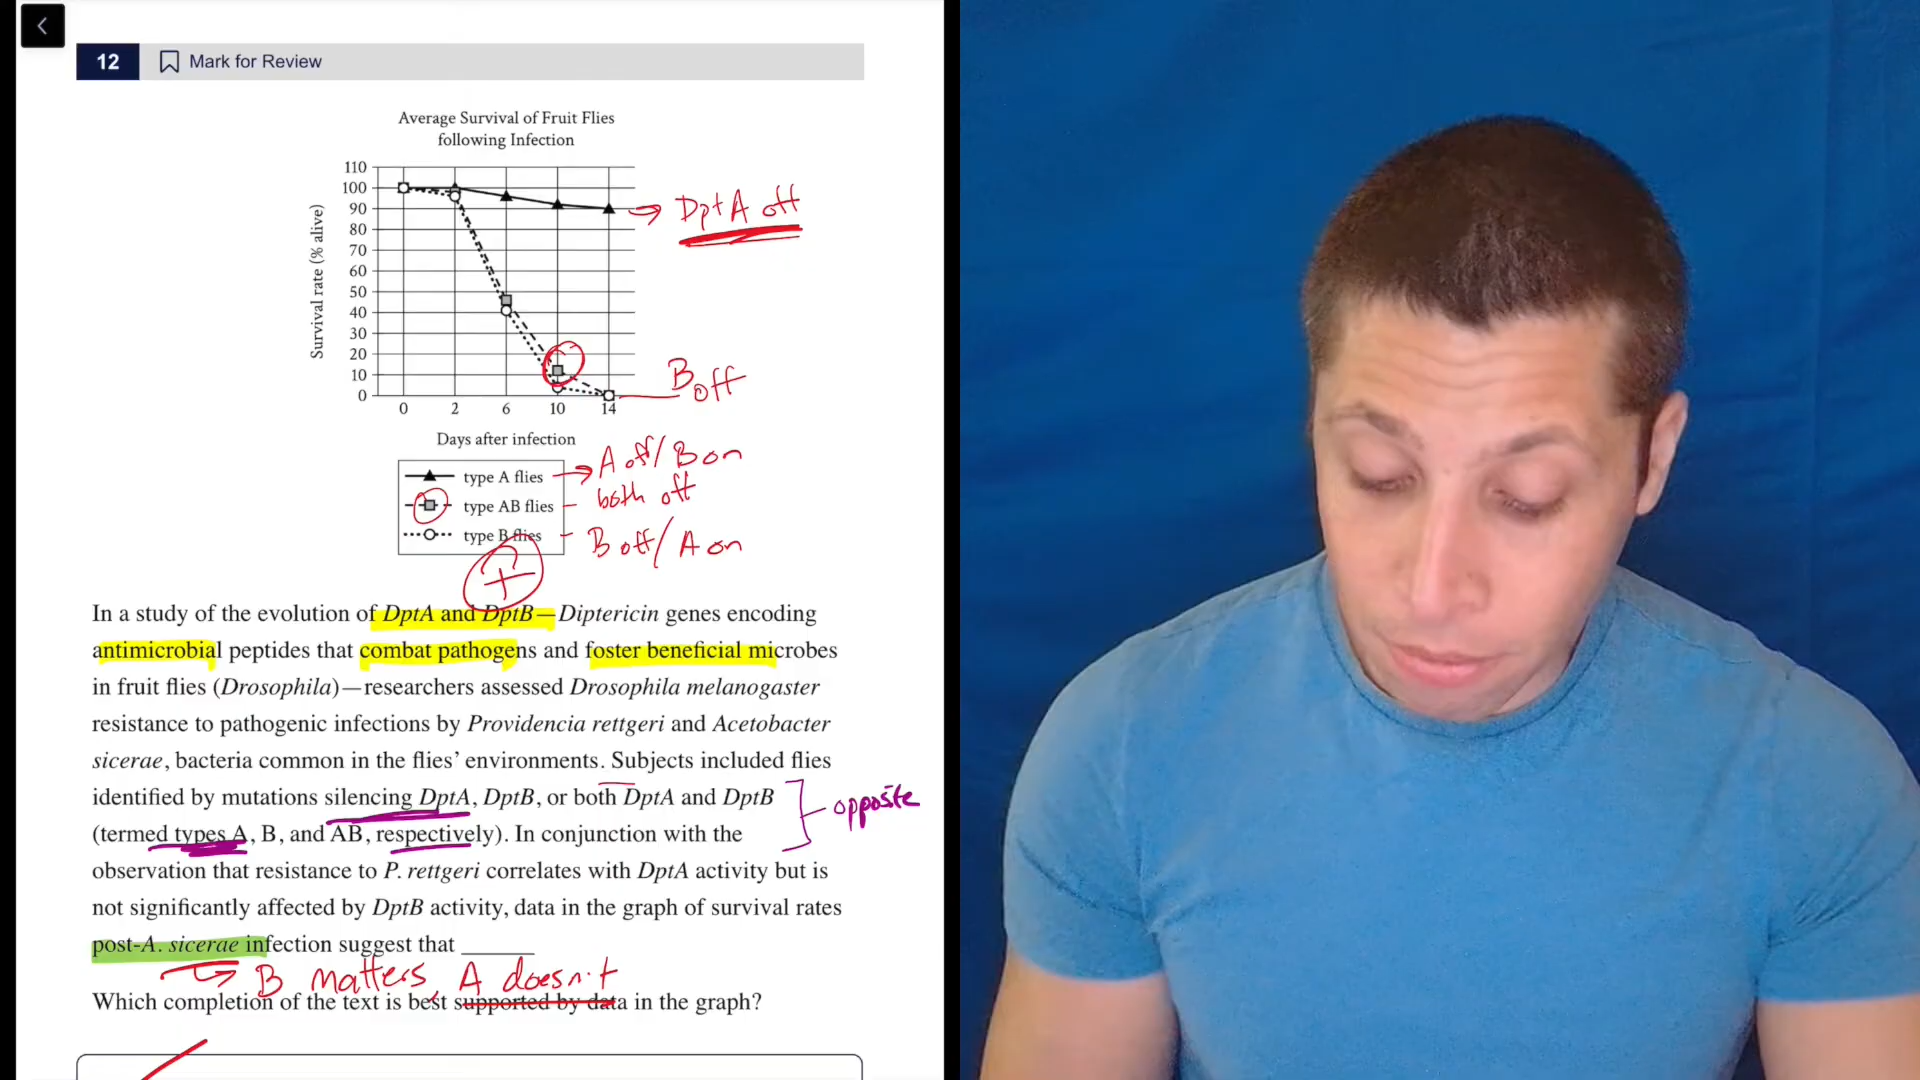 12 Mark for Review
Average Survival of Fruit Flies
following Infection
110
100
90
80
70
60
50
40
30
20
10
0
Survival rate (% alive)
0 2 6 10 14
Days after infection
DptA off
B off
type A flies
A off/B on
type AB flies
both off
type B flies
B off/A on
In a study of the evolution of DptA and DptB—Diptericin genes encoding
antimicrobial peptides that combat pathogens and foster beneficial microbes
in fruit flies (Drosophila)—researchers assessed Drosophila melanogaster
resistance to pathogenic infections by Providencia rettgeri and Acetobacter
sicerae, bacteria common in the flies’ environments. Subjects included flies
identified by mutations silencing DptA, DptB, or both DptA and DptB
(termed types A, B, and AB, respectively). In conjunction with the
opposite
observation that resistance to P. rettgeri correlates with DptA activity but is
not significantly affected by DptB activity, data in the graph of survival rates
post-A. sicerae infection suggest that ______
B matters, A doesn't
Which completion of the text is best supported by data in the graph?